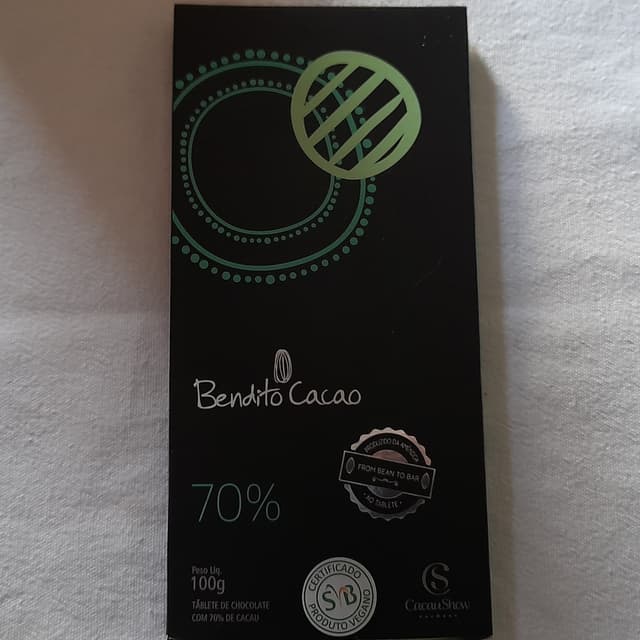 Bendito Cacao
PRODUZIDO DA AMÊNDOA
FROM BEAN TO BAR
AO TABLETE
70%
Peso Líq.
100g
TABLETE DE CHOCOLATE
COM 70% DE CACAU
CERTIFICADO
SVB
PRODUTO VEGANO
CacauShow